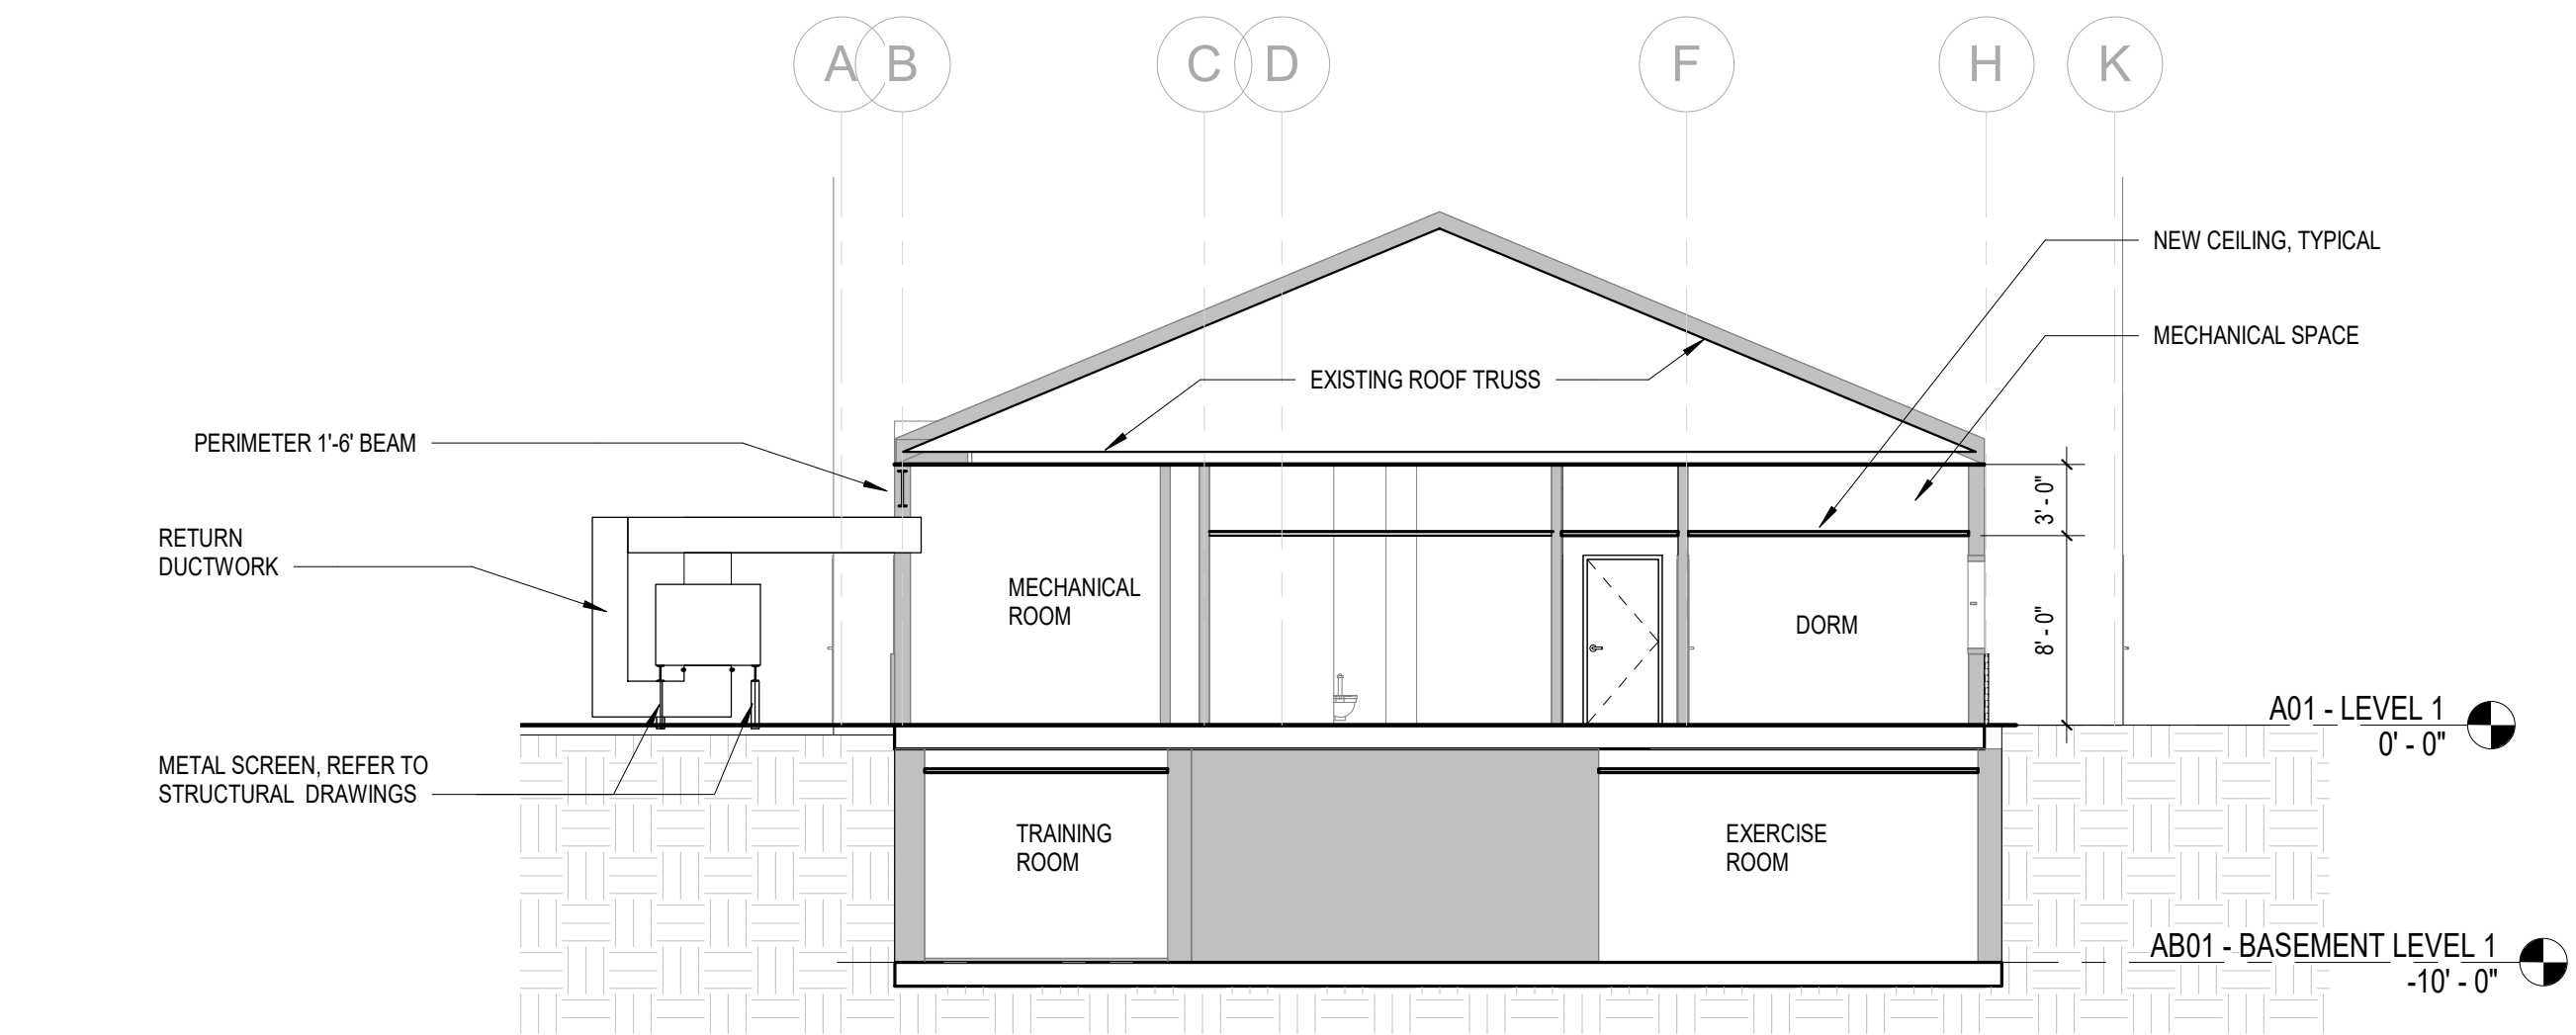 A B C D F H K
NEW CEILING, TYPICAL
MECHANICAL SPACE
EXISTING ROOF TRUSS
PERIMETER 1'-6' BEAM
3' - 0"
RETURN
DUCTWORK
MECHANICAL
ROOM
DORM
8' - 0"
A01 - LEVEL 1
0' - 0"
METAL SCREEN, REFER TO
STRUCTURAL DRAWINGS
TRAINING
ROOM
EXERCISE
ROOM
AB01 - BASEMENT LEVEL 1
-10' - 0"